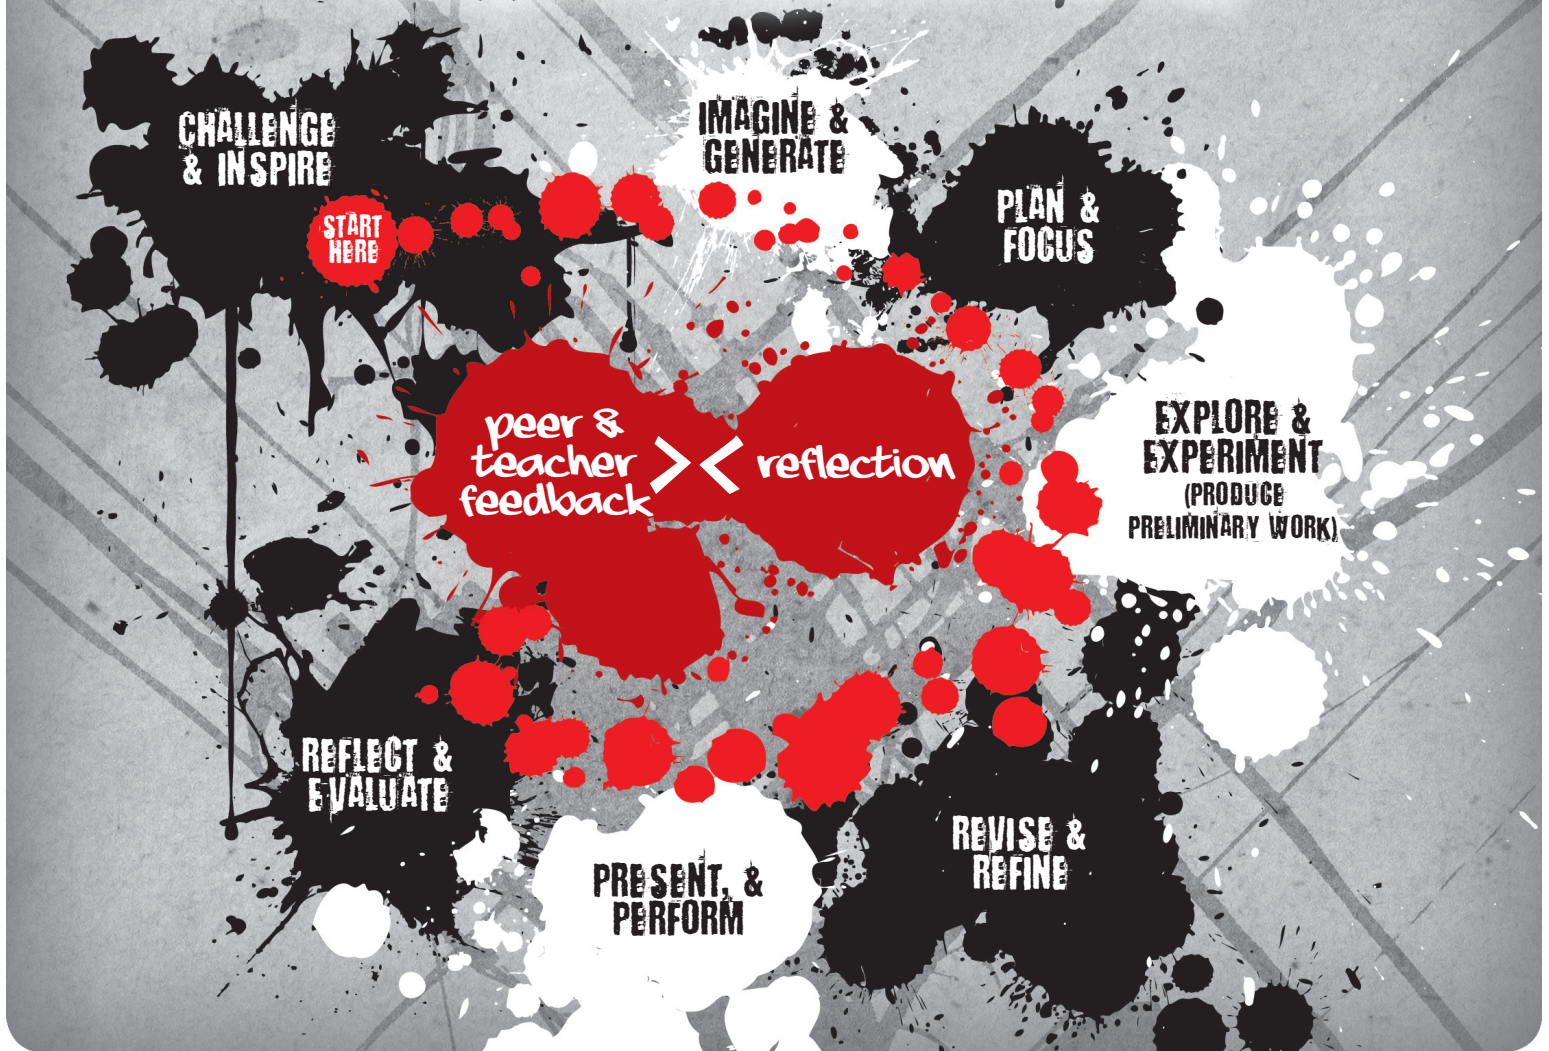 CHALLENGE
& INSPIRE
START
HERE
IMAGINE &
GENERATE
PLAN &
FOCUS
EXPLORE &
EXPERIMENT
(PRODUCE
PRELIMINARY WORK)
REVISE &
REFINE
PRESENT, &
PERFORM
REFLECT &
EVALUATE
peer &
teacher
feedback
> <
reflection